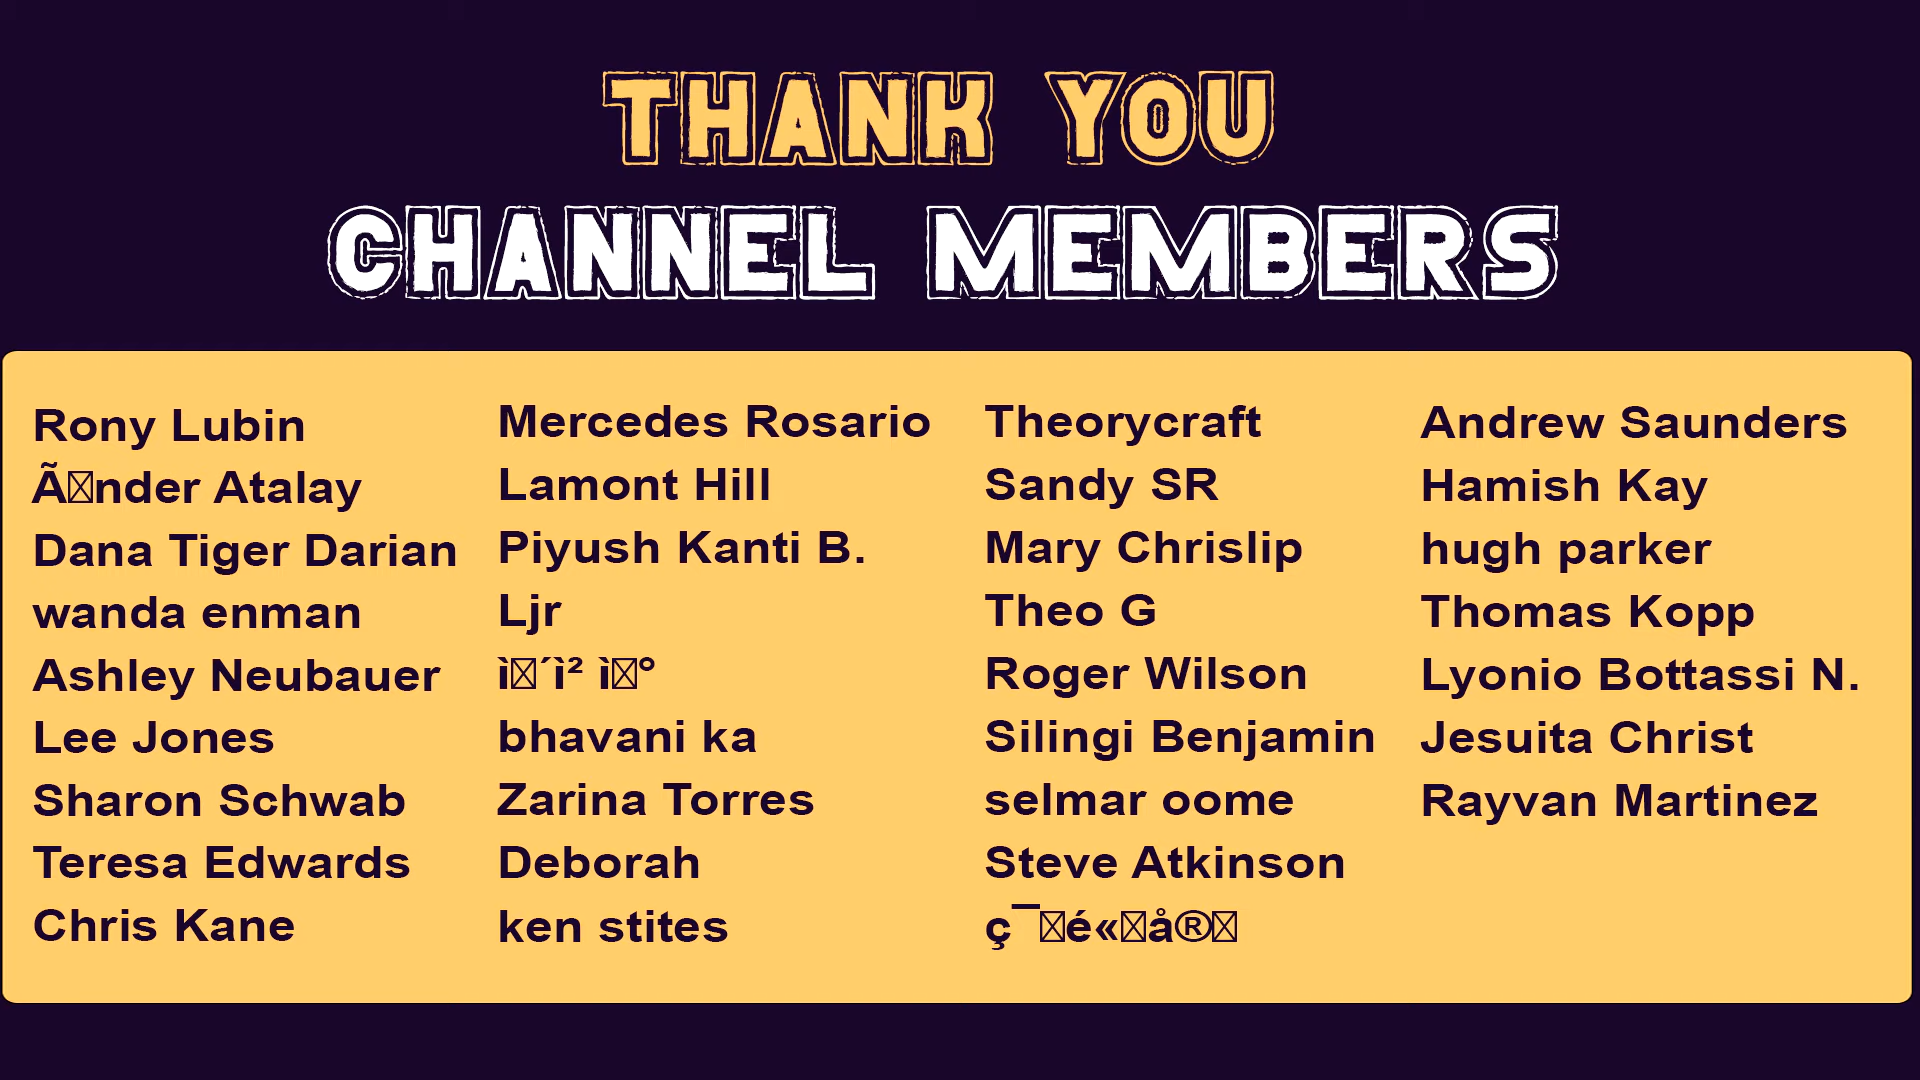 THANK YOU
CHANNEL MEMBERS
Rony Lubin
Ã�nder Atalay
Dana Tiger Darian
wanda enman
Ashley Neubauer
Lee Jones
Sharon Schwab
Teresa Edwards
Chris Kane
Mercedes Rosario
Lamont Hill
Piyush Kanti B.
Ljr
ì�´ì² ì�°
bhavani ka
Zarina Torres
Deborah
ken stites
Theorycraft
Sandy SR
Mary Chrislip
Theo G
Roger Wilson
Silingi Benjamin
selmar oome
Steve Atkinson
ç¯�é«�å®�
Andrew Saunders
Hamish Kay
hugh parker
Thomas Kopp
Lyonio Bottassi N.
Jesuita Christ
Rayvan Martinez